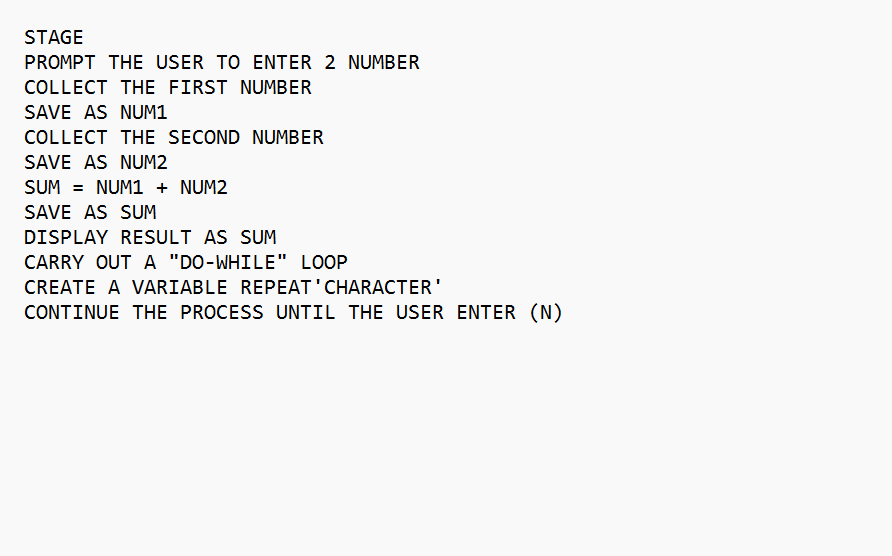 STAGE
PROMPT THE USER TO ENTER 2 NUMBER
COLLECT THE FIRST NUMBER
SAVE AS NUM1
COLLECT THE SECOND NUMBER
SAVE AS NUM2
SUM = NUM1 + NUM2
SAVE AS SUM
DISPLAY RESULT AS SUM
CARRY OUT A "DO-WHILE" LOOP
CREATE A VARIABLE REPEAT'CHARACTER'
CONTINUE THE PROCESS UNTIL THE USER ENTER (N)